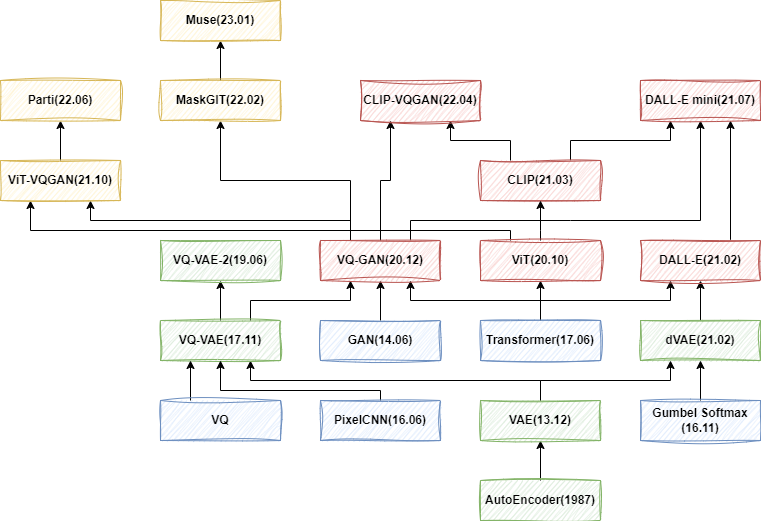 Muse(23.01)
Parti(22.06)
MaskGIT(22.02)
CLIP-VQGAN(22.04)
DALL-E mini(21.07)
ViT-VQGAN(21.10)
CLIP(21.03)
VQ-VAE-2(19.06)
VQ-GAN(20.12)
ViT(20.10)
DALL-E(21.02)
VQ-VAE(17.11)
GAN(14.06)
Transformer(17.06)
dVAE(21.02)
VQ
PixelCNN(16.06)
VAE(13.12)
Gumbel Softmax
(16.11)
AutoEncoder(1987)